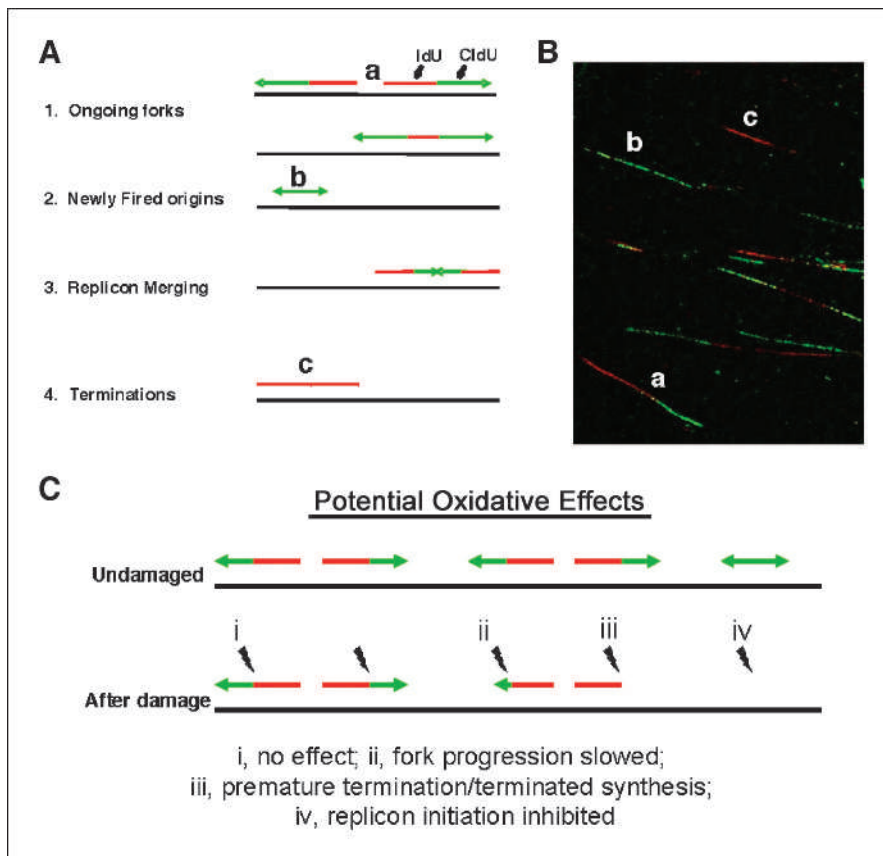 A
IdU
CldU
a
1. Ongoing forks
b
2. Newly Fired origins
3. Replicon Merging
c
4. Terminations
B
c
b
a
C
Potential Oxidative Effects
Undamaged
i
ii
iii
iv
After damage
i, no effect; ii, fork progression slowed;
iii, premature termination/terminated synthesis;
iv, replicon initiation inhibited